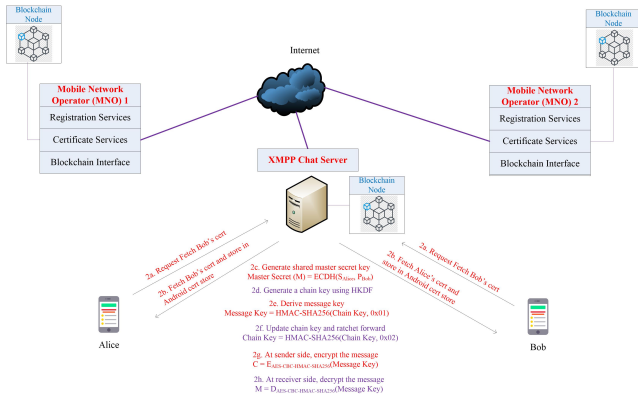 Blockchain
Node
Blockchain
Node
Internet
Mobile Network
Operator (MNO) 1
Registration Services
Certificate Services
Blockchain Interface
Mobile Network
Operator (MNO) 2
Registration Services
Certificate Services
Blockchain Interface
XMPP Chat Server
Blockchain
Node
2a. Request Fetch Bob's cert
2b. Fetch Bob's cert and store in
Android cert store
2a. Request Fetch Bob's cert
2b. Fetch Alice's cert and
store in Android cert store
2c. Generate shared master secret key
Master Secret (M) = ECDH(S_Alice, P_Bob)
2d. Generate a chain key using HKDF
2e. Derive message key
Message Key = HMAC-SHA256(Chain Key, 0x01)
2f. Update chain key and ratchet forward
Chain Key = HMAC-SHA256(Chain Key, 0x02)
2g. At sender side, encrypt the message
C = E_AES-CBC-HMAC-SHA256(Message Key)
2h. At receiver side, decrypt the message
M = D_AES-CBC-HMAC-SHA256(Message Key)
Alice
Bob